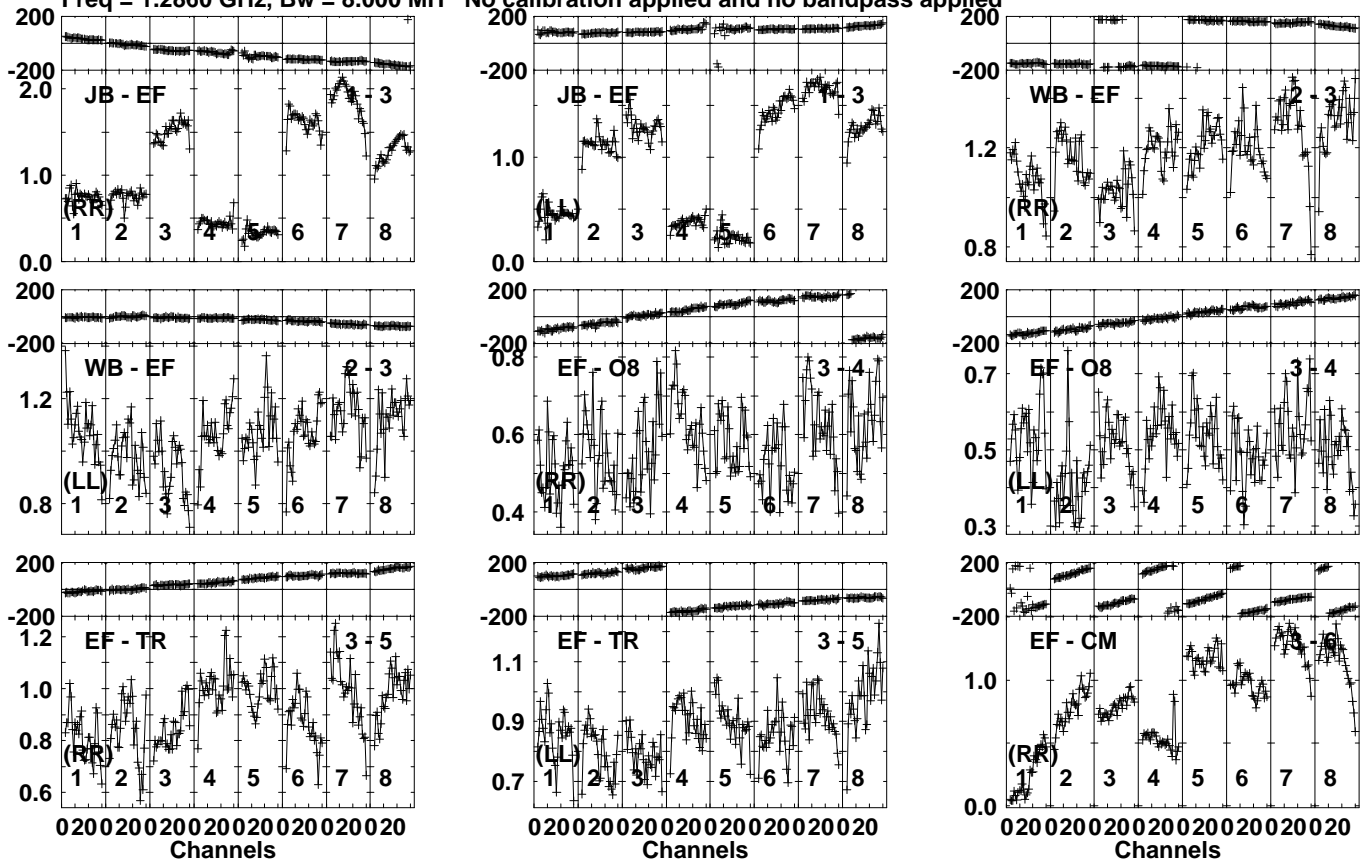 Freq = 1.2860 GHz, Bw = 8.000 MH No calibration applied and no bandpass applied
200
-200
JB - EF 1 - 3
2.0
1.0
0.0
(RR)
1 2 3 4 5 6 7 8
200
-200
JB - EF 1 - 3
1.0
0.0
(LL)
1 2 3 4 5 6 7 8
200
-200
WB - EF 2 - 3
1.2
0.8
(RR)
1 2 3 4 5 6 7 8
200
-200
WB - EF 2 - 3
1.2
0.8
(LL)
1 2 3 4 5 6 7 8
200
-200
EF - O8 3 - 4
0.8
0.6
0.4
(RR)
1 2 3 4 5 6 7 8
200
-200
EF - O8 3 - 4
0.7
0.5
0.3
(LL)
1 2 3 4 5 6 7 8
200
-200
EF - TR 3 - 5
1.2
1.0
0.8
0.6
(RR)
1 2 3 4 5 6 7 8
200
-200
EF - TR 3 - 5
1.1
0.9
0.7
(LL)
1 2 3 4 5 6 7 8
200
-200
EF - CM 3 - 6
1.0
0.0
(RR)
1 2 3 4 5 6 7 8
0 20 0 20 0 20 0 20 0 20 0 20 0 20 0 20
Channels
0 20 0 20 0 20 0 20 0 20 0 20 0 20 0 20
Channels
0 20 0 20 0 20 0 20 0 20 0 20 0 20 0 20
Channels